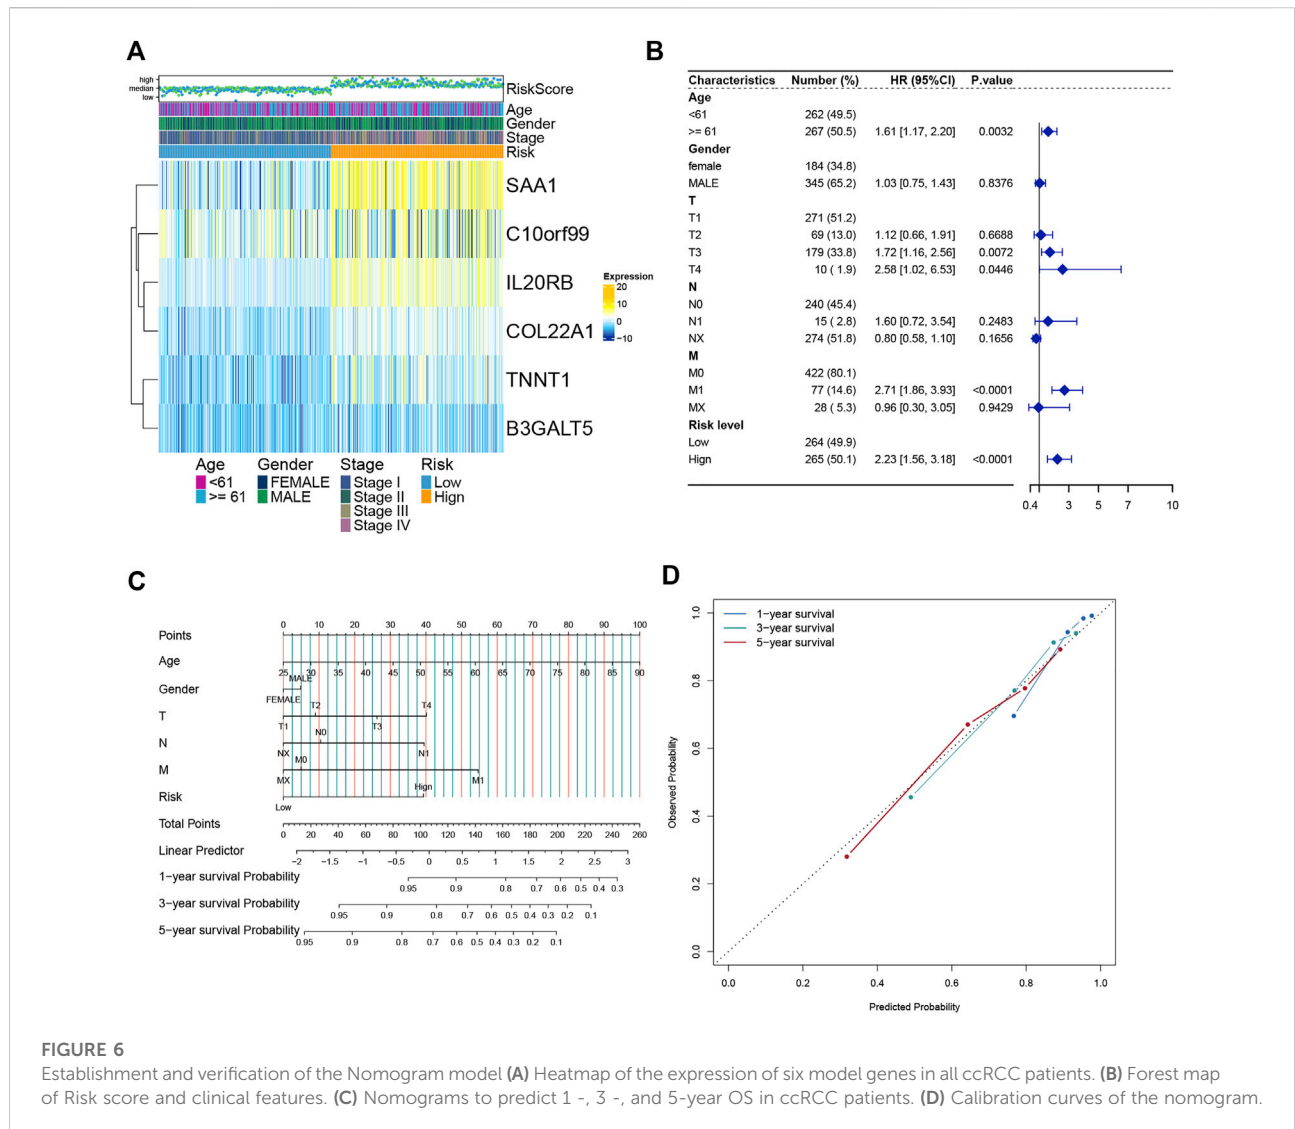 A
high
median
low
RiskScore
Age
Gender
Stage
Risk
SAA1
C10orf99
IL20RB
COL22A1
TNNT1
B3GALT5
Expression
20
10
0
−10
Age Gender Stage Risk
<61 FEMALE Stage I Low
>= 61 MALE Stage II Hign
Stage III
Stage IV
B
Characteristics Number (%) HR (95%CI) P.value
Age
<61 262 (49.5)
>= 61 267 (50.5) 1.61 [1.17, 2.20] 0.0032
Gender
female 184 (34.8)
MALE 345 (65.2) 1.03 [0.75, 1.43] 0.8376
T
T1 271 (51.2)
T2 69 (13.0) 1.12 [0.66, 1.91] 0.6688
T3 179 (33.8) 1.72 [1.16, 2.56] 0.0072
T4 10 ( 1.9) 2.58 [1.02, 6.53] 0.0446
N
N0 240 (45.4)
N1 15 ( 2.8) 1.60 [0.72, 3.54] 0.2483
NX 274 (51.8) 0.80 [0.58, 1.10] 0.1656
M
M0 422 (80.1)
M1 77 (14.6) 2.71 [1.86, 3.93] <0.0001
MX 28 ( 5.3) 0.96 [0.30, 3.05] 0.9429
Risk level
Low 264 (49.9)
Hign 265 (50.1) 2.23 [1.56, 3.18] <0.0001
0.4 1 3 5 7 10
C
Points 0 10 20 30 40 50 60 70 80 90 100
Age
25 30 35 40 45 50 55 60 65 70 75 80 85 90
MALE
Gender
FEMALE
T2 T4
T
T1 T3
N0
N
NX N1
M0
M
MX M1
Hign
Risk
Low
Total Points
0 20 40 60 80 100 120 140 160 180 200 220 240 260
Linear Predictor
−2 −1.5 −1 −0.5 0 0.5 1 1.5 2 2.5 3
1−year survival Probability
0.95 0.9 0.8 0.7 0.6 0.5 0.4 0.3
3−year survival Probability
0.95 0.9 0.8 0.7 0.6 0.5 0.4 0.3 0.2 0.1
5−year survival Probability
0.95 0.9 0.8 0.7 0.6 0.5 0.4 0.3 0.2 0.1
D
1−year survival
3−year survival
5−year survival
Observed Probability
1.0
0.8
0.6
0.4
0.2
0.0
0.0 0.2 0.4 0.6 0.8 1.0
Predicted Probability
FIGURE 6
Establishment and verification of the Nomogram model (A) Heatmap of the expression of six model genes in all ccRCC patients. (B) Forest map
of Risk score and clinical features. (C) Nomograms to predict 1 -, 3 -, and 5-year OS in ccRCC patients. (D) Calibration curves of the nomogram.